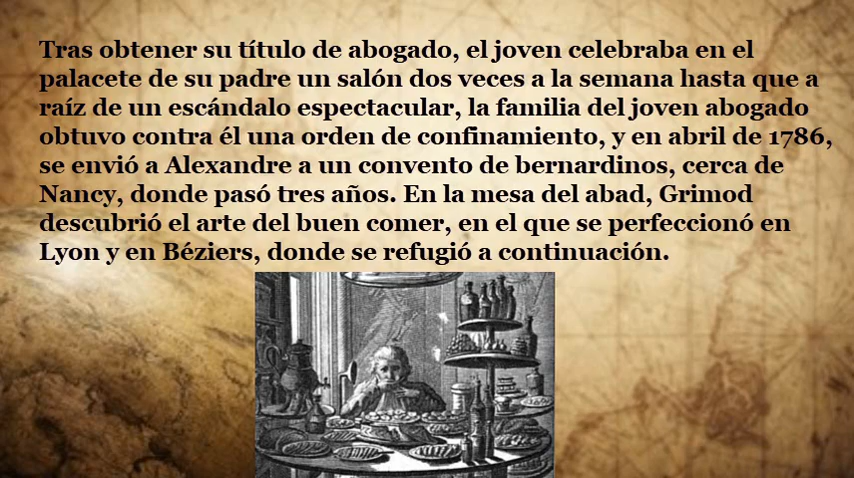 Tras obtener su título de abogado, el joven celebraba en el
palacete de su padre un salón dos veces a la semana hasta que a
raíz de un escándalo espectacular, la familia del joven abogado
obtuvo contra él una orden de confinamiento, y en abril de 1786,
se envió a Alexandre a un convento de bernardinos, cerca de
Nancy, donde pasó tres años. En la mesa del abad, Grimod
descubrió el arte del buen comer, en el que se perfeccionó en
Lyon y en Béziers, donde se refugió a continuación.